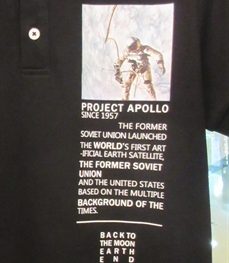 PROJECT APOLLO
SINCE 1957
THE FORMER
SOVIET UNION LAUNCHED
THE WORLD'S FIRST ART
-IFICIAL EARTH SATELLITE,
THE FORMER SOVIET
UNION
AND THE UNITED STATES
BASED ON THE MULTIPLE
BACKGROUND OF THE
TIMES.
BACK TO
THE MOON
EARTH
END